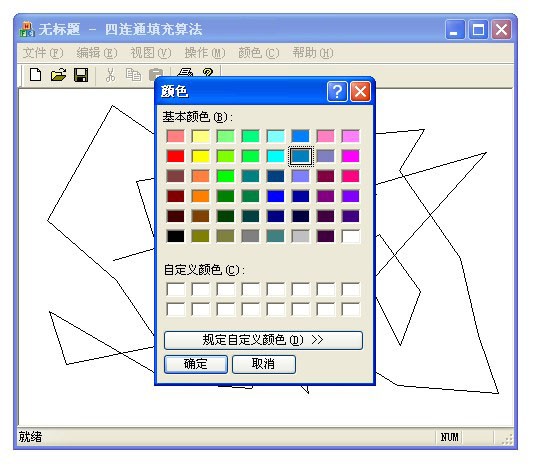 无标题 - 四连通填充算法
文件(F) 编辑(E) 视图(V) 操作(M) 颜色(C) 帮助(H)
颜色
基本颜色(B):
自定义颜色(C):
规定自定义颜色(D) >>
确定 取消
就绪 NUM